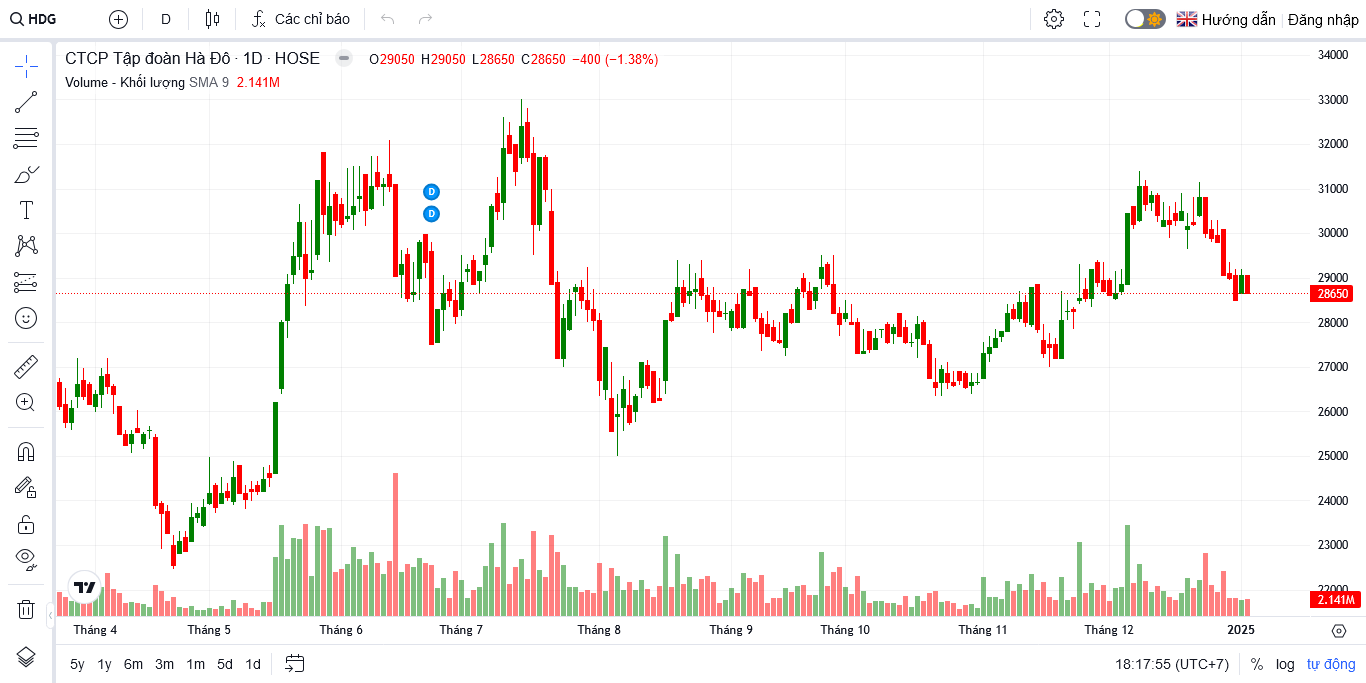 HDG D Các chỉ báo Hướng dẫn Đăng nhập
CTCP Tập đoàn Hà Đô · 1D · HOSE O29050 H29050 L28650 C28650 −400 (−1.38%)
Volume - Khối lượng SMA 9 2.141M
34000
33000
32000
31000
D
D
30000
29000
28650
28000
27000
26000
25000
24000
23000
22000
2.141M
Tháng 4 Tháng 5 Tháng 6 Tháng 7 Tháng 8 Tháng 9 Tháng 10 Tháng 11 Tháng 12 2025
5y 1y 6m 3m 1m 5d 1d 18:17:55 (UTC+7) % log tự động